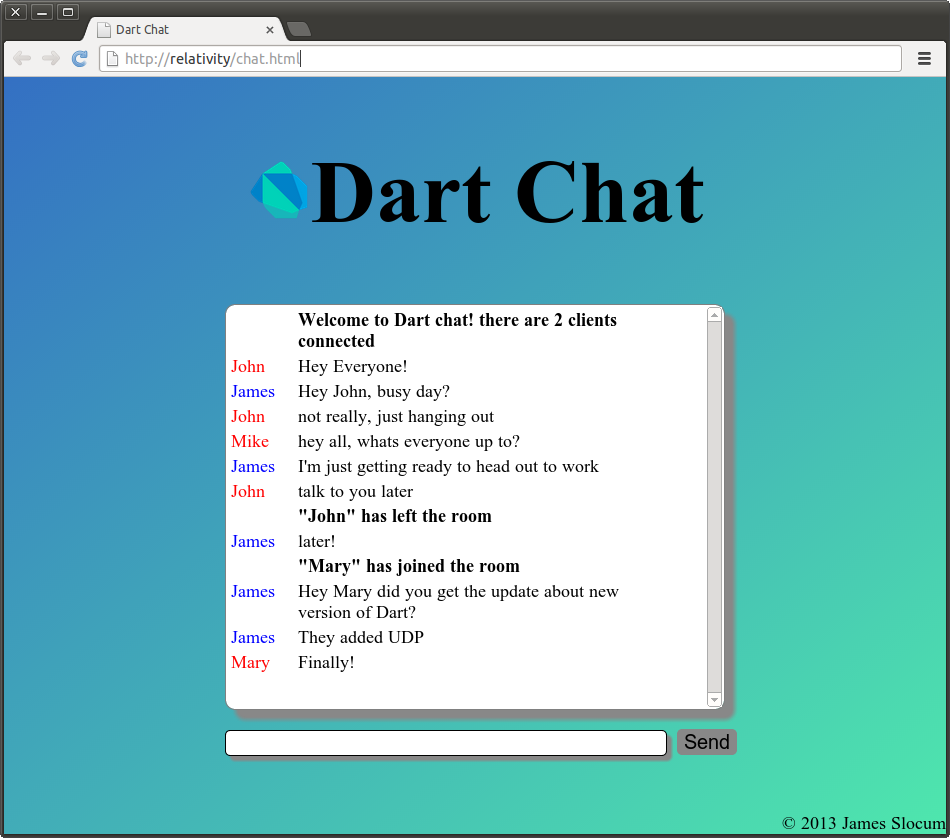 Dart Chat
http://relativity/chat.html
Dart Chat
Welcome to Dart chat! there are 2 clients
connected
John Hey Everyone!
James Hey John, busy day?
John not really, just hanging out
Mike hey all, whats everyone up to?
James I'm just getting ready to head out to work
John talk to you later
"John" has left the room
James later!
"Mary" has joined the room
James Hey Mary did you get the update about new
version of Dart?
James They added UDP
Mary Finally!
Send
© 2013 James Slocum